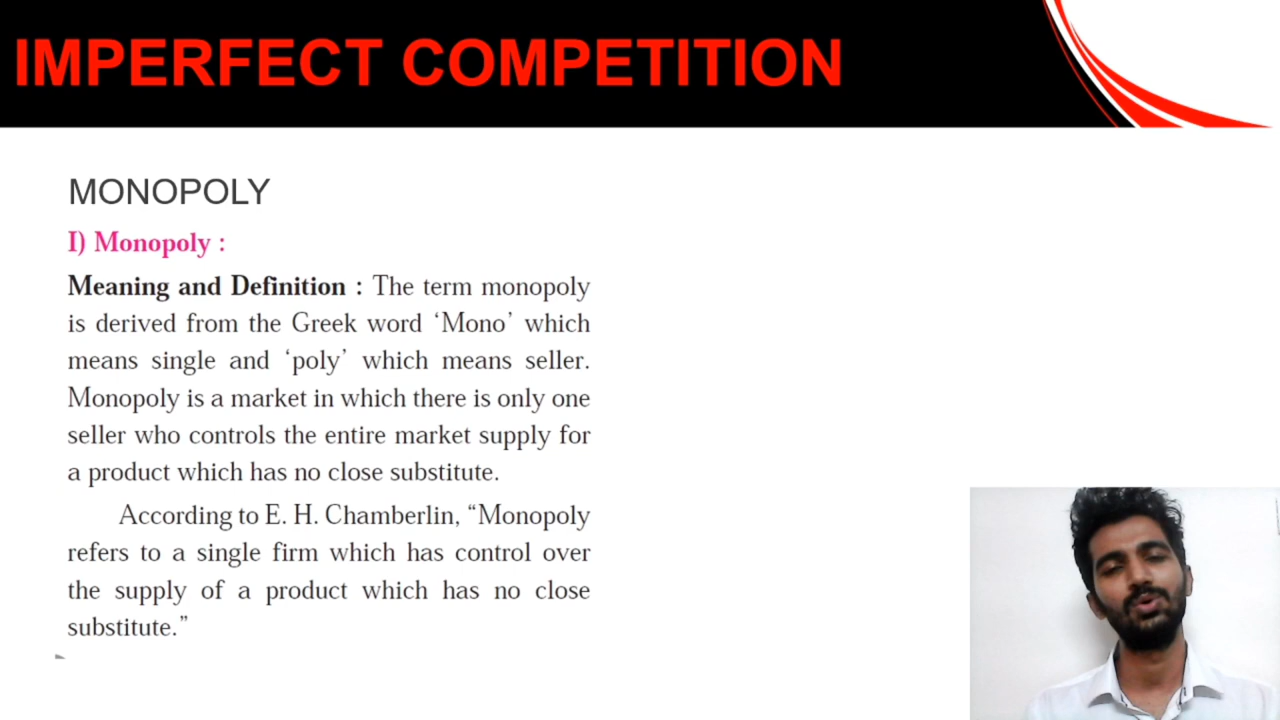 IMPERFECT COMPETITION
MONOPOLY
I) Monopoly :
Meaning and Definition : The term monopoly
is derived from the Greek word ‘Mono’ which
means single and ‘poly’ which means seller.
Monopoly is a market in which there is only one
seller who controls the entire market supply for
a product which has no close substitute.
According to E. H. Chamberlin, “Monopoly
refers to a single firm which has control over
the supply of a product which has no close
substitute.”